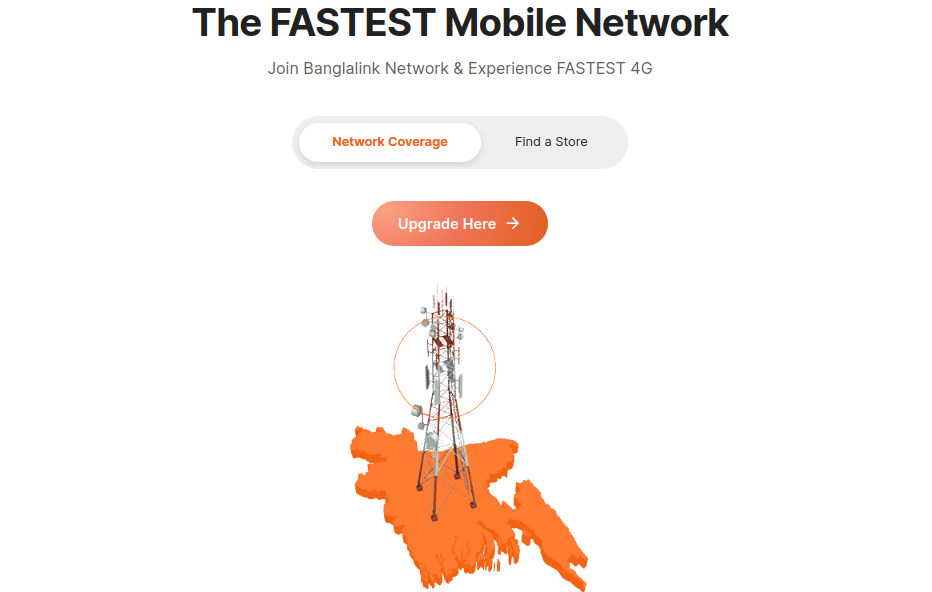 The FASTEST Mobile Network
Join Banglalink Network & Experience FASTEST 4G
Network Coverage
Find a Store
Upgrade Here